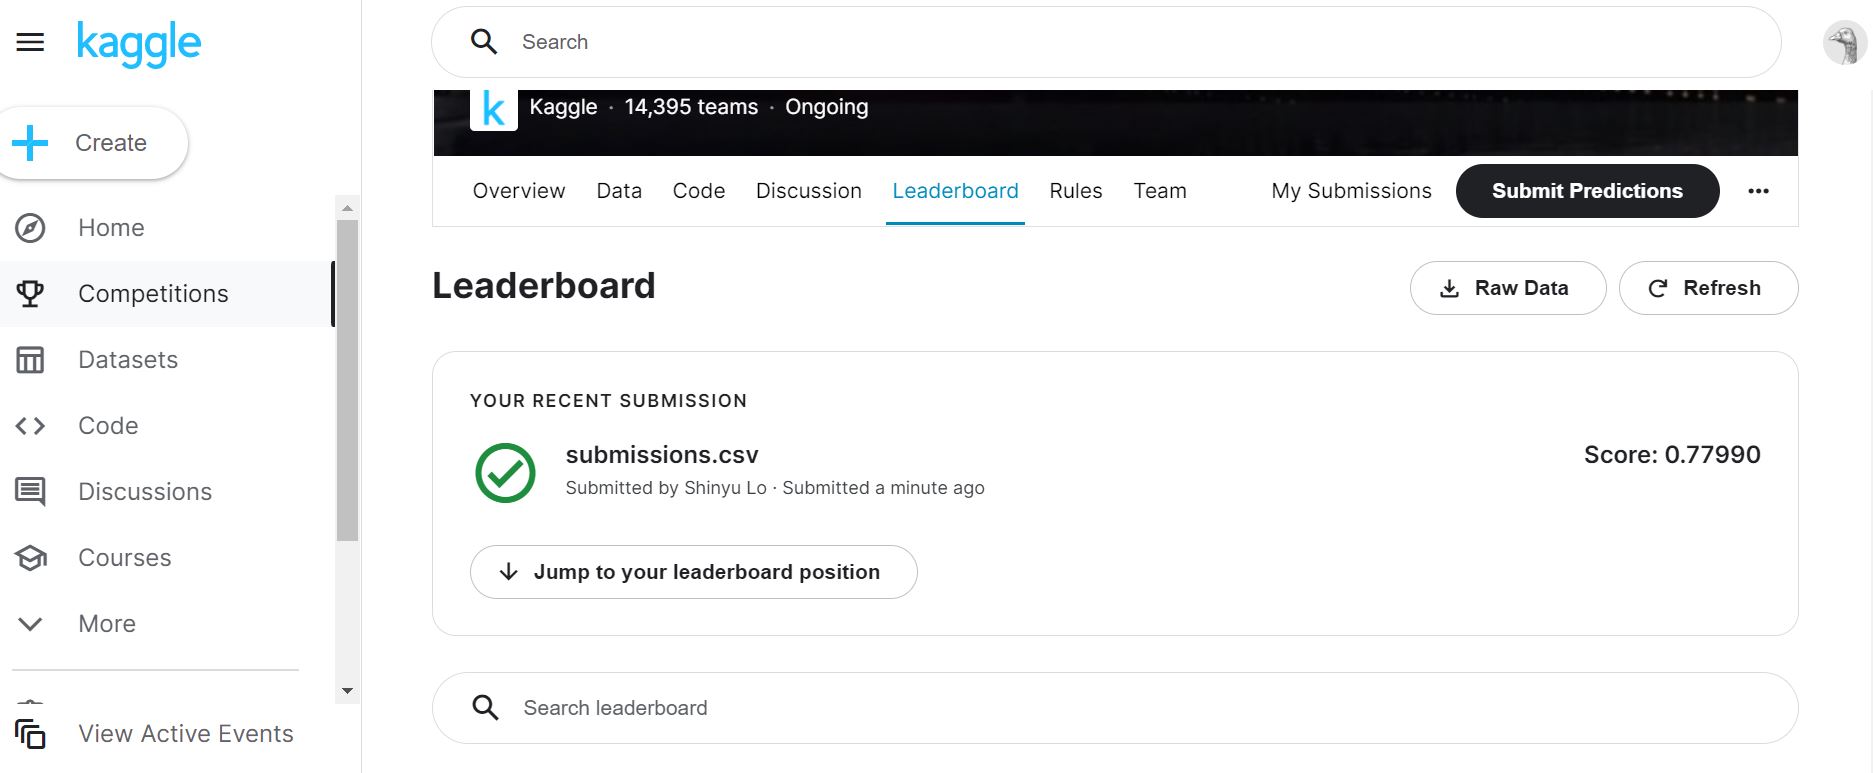 kaggle
Search
Kaggle · 14,395 teams · Ongoing
Create
Overview Data Code Discussion Leaderboard Rules Team My Submissions Submit Predictions
Home
Competitions
Datasets
Code
Discussions
Courses
More
View Active Events
Leaderboard
Raw Data
Refresh
YOUR RECENT SUBMISSION
submissions.csv
Score: 0.77990
Submitted by Shinyu Lo · Submitted a minute ago
Jump to your leaderboard position
Search leaderboard